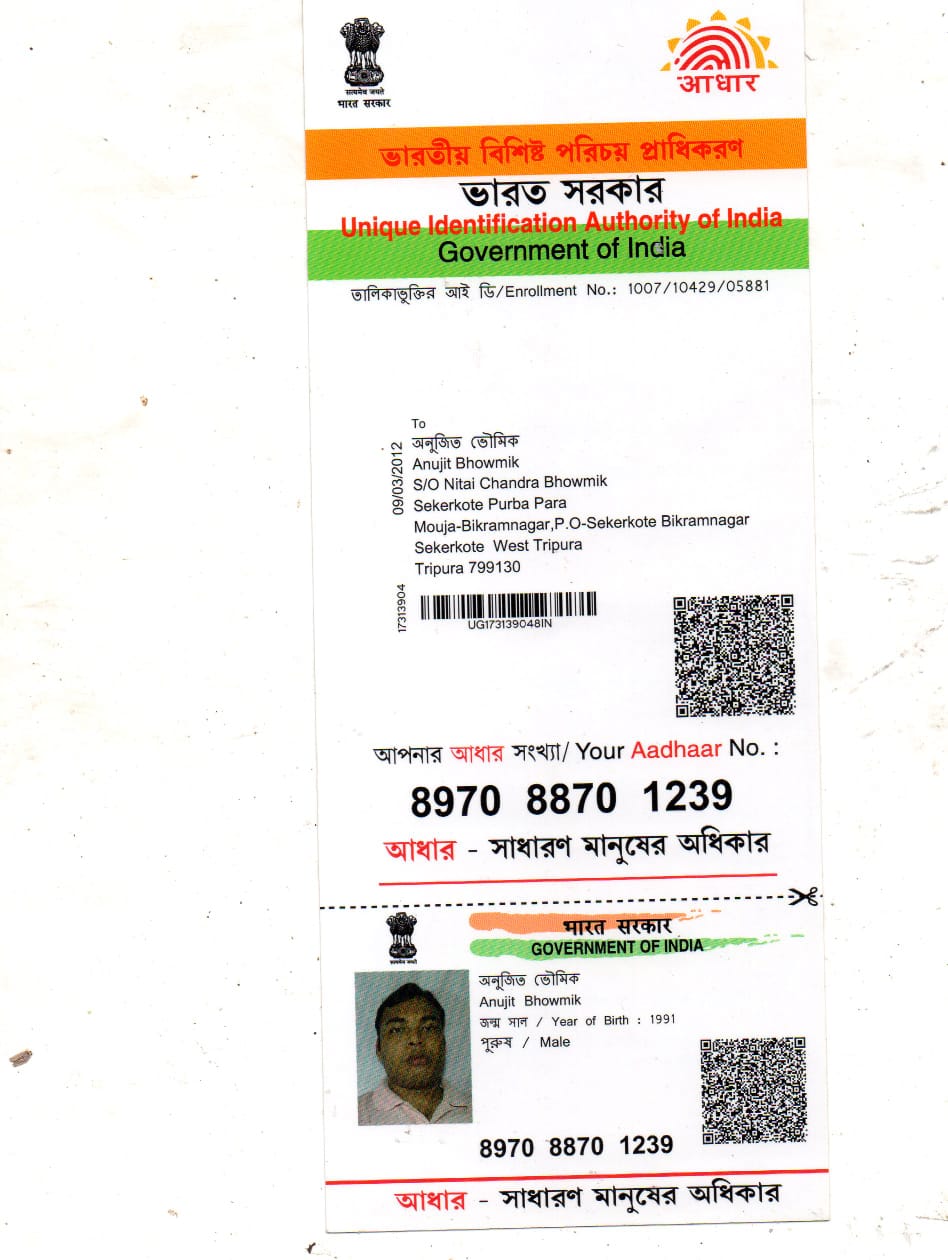 सत्यमेव जयते
भारत सरकार
आधार
ভারতীয় বিশিষ্ট পরিচয় প্রাধিকরণ
ভারত সরকার
Unique Identification Authority of India
Government of India
তালিকাভুক্তির আই ডি/Enrollment No.: 1007/10429/05881
To
অনুজিত ভৌমিক
Anujit Bhowmik
S/O Nitai Chandra Bhowmik
Sekerkote Purba Para
Mouja-Bikramnagar,P.O-Sekerkote Bikramnagar
Sekerkote West Tripura
Tripura 799130
09/03/2012
17313904
UG173139048IN
আপনার আধার সংখ্যা/ Your Aadhaar No. :
8970 8870 1239
আধার - সাধারণ মানুষের অধিকার
सत्यमेव जयते
भारत सरकार
GOVERNMENT OF INDIA
অনুজিত ভৌমিক
Anujit Bhowmik
জন্ম সাল / Year of Birth : 1991
পুরুষ / Male
8970 8870 1239
আধার - সাধারণ মানুষের অধিকার